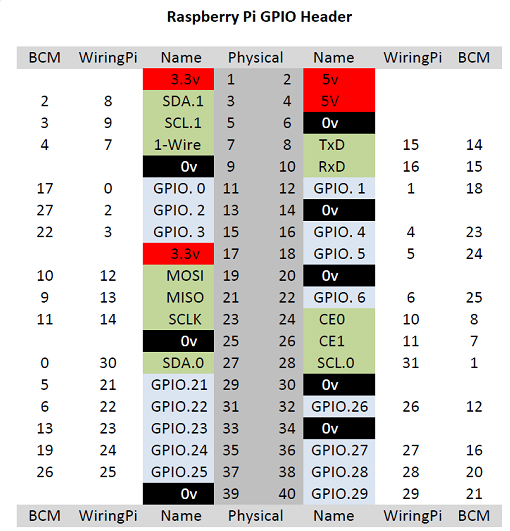 Raspberry Pi GPIO Header
BCM WiringPi Name Physical Name WiringPi BCM
3.3v 1 2 5v
2 8 SDA.1 3 4 5V
3 9 SCL.1 5 6 0v
4 7 1-Wire 7 8 TxD 15 14
0v 9 10 RxD 16 15
17 0 GPIO. 0 11 12 GPIO. 1 1 18
27 2 GPIO. 2 13 14 0v
22 3 GPIO. 3 15 16 GPIO. 4 4 23
3.3v 17 18 GPIO. 5 5 24
10 12 MOSI 19 20 0v
9 13 MISO 21 22 GPIO. 6 6 25
11 14 SCLK 23 24 CE0 10 8
0v 25 26 CE1 11 7
0 30 SDA.0 27 28 SCL.0 31 1
5 21 GPIO.21 29 30 0v
6 22 GPIO.22 31 32 GPIO.26 26 12
13 23 GPIO.23 33 34 0v
19 24 GPIO.24 35 36 GPIO.27 27 16
26 25 GPIO.25 37 38 GPIO.28 28 20
0v 39 40 GPIO.29 29 21
BCM WiringPi Name Physical Name WiringPi BCM